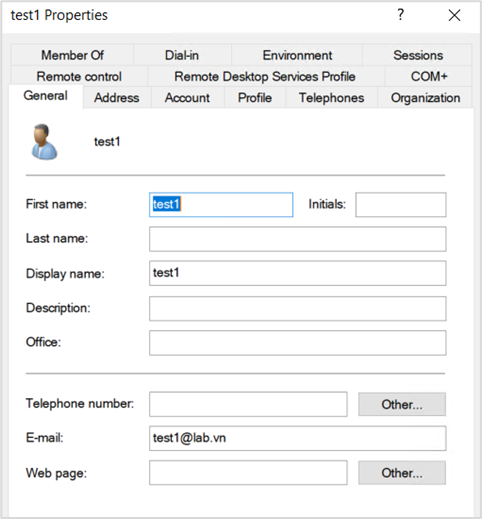 test1 Properties ? ×
Member Of Dial-in Environment Sessions
Remote control Remote Desktop Services Profile COM+
General Address Account Profile Telephones Organization
test1
First name: test1 Initials:
Last name:
Display name: test1
Description:
Office:
Telephone number: Other...
E-mail: test1@lab.vn
Web page: Other...